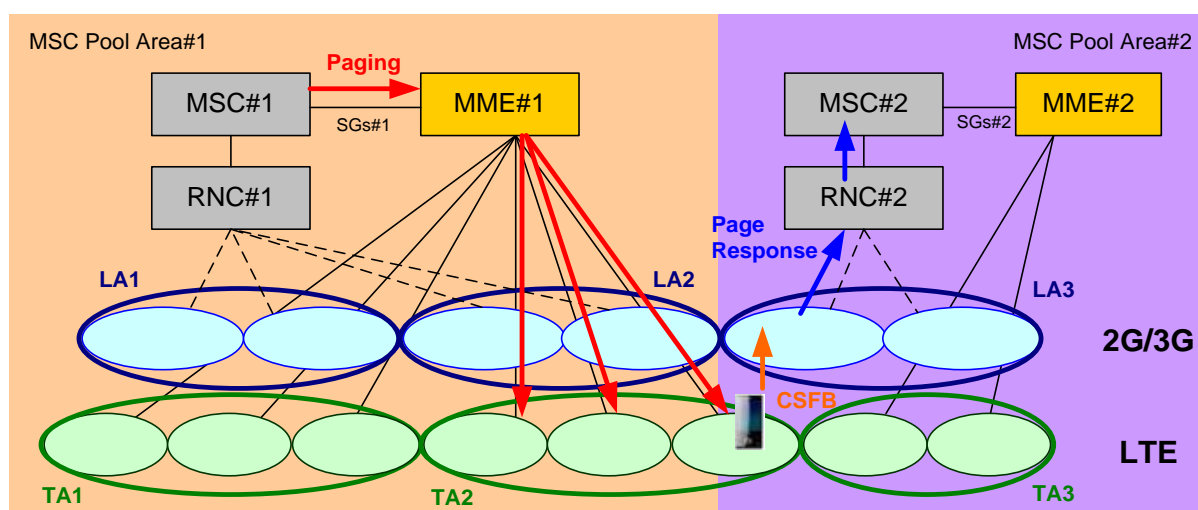 MSC Pool Area#1
MSC Pool Area#2
Paging
MSC#1
MME#1
MSC#2
MME#2
SGs#1
SGs#2
RNC#1
RNC#2
Page
Response
LA1
LA2
LA3
2G/3G
CSFB
LTE
TA1
TA2
TA3